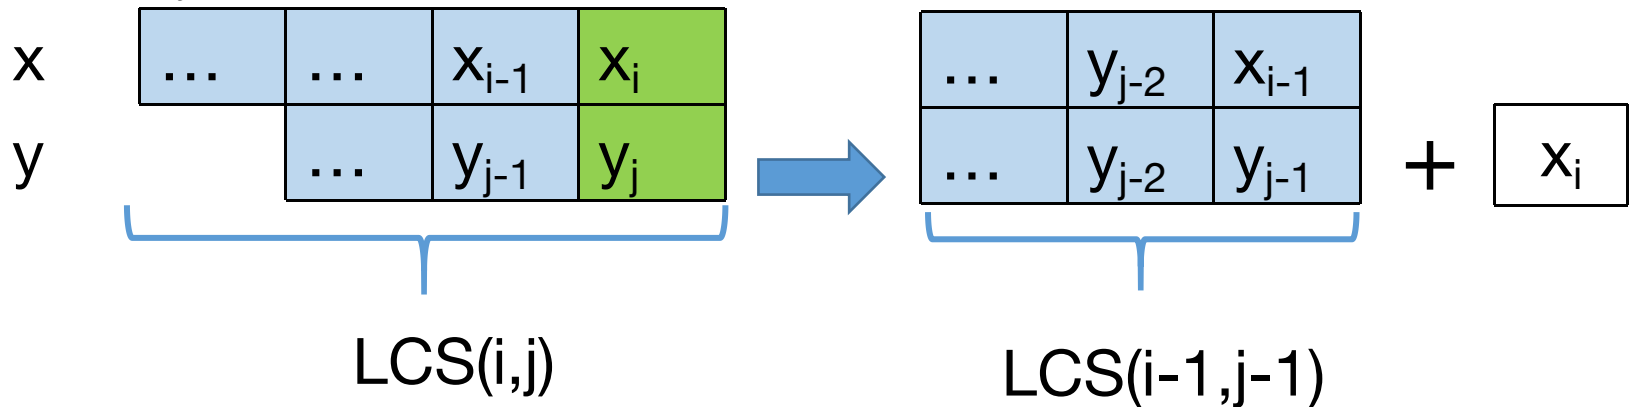 x ... ... xᵢ₋₁ xᵢ ... yⱼ₋₂ xᵢ₋₁
y ... yⱼ₋₁ yⱼ ... yⱼ₋₂ yⱼ₋₁ + xᵢ
LCS(i,j) LCS(i-1,j-1)